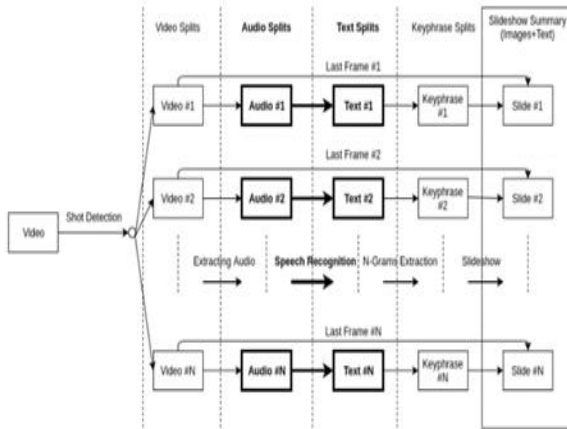 Video Splits
Audio Splits
Text Splits
Keyphrase Splits
Slideshow Summary
(Images+Text)
Last Frame #1
Video #1
Audio #1
Text #1
Keyphrase
#1
Slide #1
Last Frame #2
Video #2
Audio #2
Text #2
Keyphrase
#2
Slide #2
Video
Shot Detection
Extracting Audio
Speech Recognition
N-Grams Extraction
Slideshow
Last Frame #N
Video #N
Audio #N
Text #N
Keyphrase
#N
Slide #N